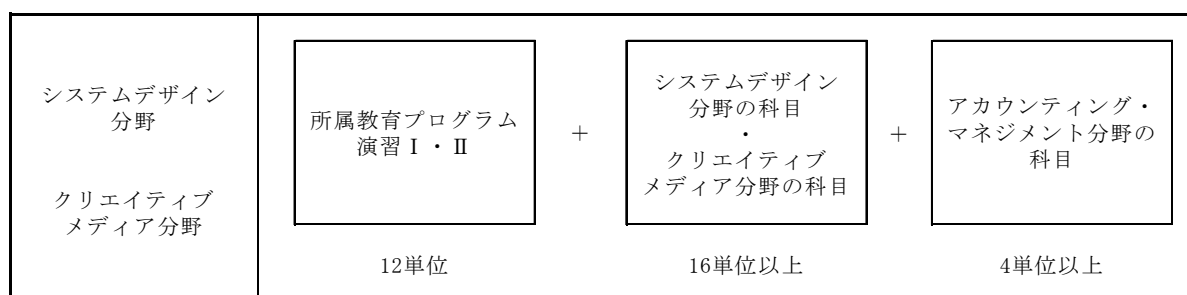 システムデザイン
分野
クリエイティブ
メディア分野
所属教育プログラム
演習Ⅰ・Ⅱ
12単位
+
システムデザイン
分野の科目
・
クリエイティブ
メディア分野の科目
16単位以上
+
アカウンティング・
マネジメント分野の
科目
4単位以上